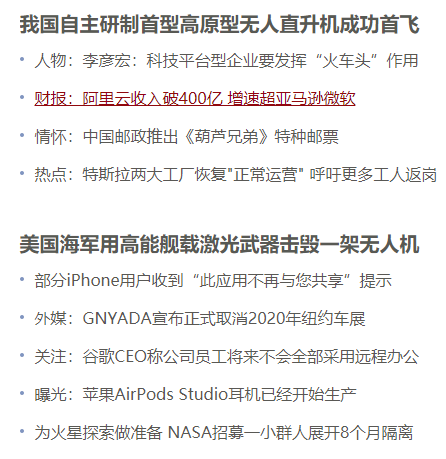 我国自主研制首型高原型无人直升机成功首飞
人物：李彦宏：科技平台型企业要发挥“火车头”作用
财报：阿里云收入破400亿 增速超亚马逊微软
情怀：中国邮政推出《葫芦兄弟》特种邮票
热点：特斯拉两大工厂恢复"正常运营" 呼吁更多工人返岗
美国海军用高能舰载激光武器击毁一架无人机
部分iPhone用户收到“此应用不再与您共享”提示
外媒：GNYADA宣布正式取消2020年纽约车展
关注：谷歌CEO称公司员工将来不会全部采用远程办公
曝光：苹果AirPods Studio耳机已经开始生产
为火星探索做准备 NASA招募一小群人展开8个月隔离